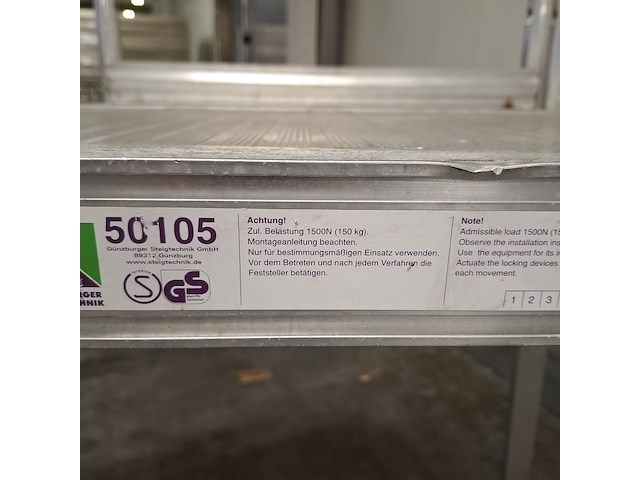 50105
Günzburger Steigtechnik GmbH
89312 Günzburg
www.steigtechnik.de
S
GS
Achtung!
Zul. Belastung 1500N (150 kg).
Montageanleitung beachten.
Nur für bestimmungsmäßigen Einsatz verwenden.
Vor dem Betreten und nach jedem Verfahren die
Feststeller betätigen.
Note!
Admissible load 1500N (15
Observe the installation ins
Use the equipment for its i
Actuate the locking devices
each movement.
1 2 3